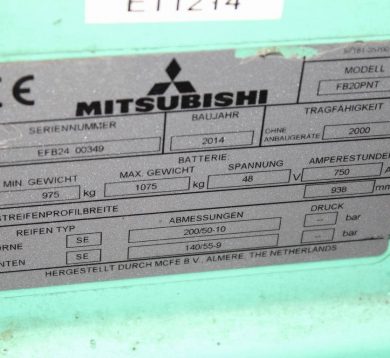 E11214
CE
MITSUBISHI
MODELL
FB20PNT
SERIENNUMMER
BAUJAHR
TRAGFÄHIGKEIT
EFB24 00349
2014
OHNE ANBAUGERÄTE
2000
BATTERIE:
MIN. GEWICHT
MAX. GEWICHT
SPANNUNG
AMPERESTUNDEN
975 kg
1075 kg
48 V
750 A
STREIFENPROFILBREITE
938 mm
REIFEN TYP
ABMESSUNGEN
DRUCK
ORNE SE 200/50-10 -- bar
NTEN SE 140/55-9 -- bar
HERGESTELLT DURCH MCFE B.V., ALMERE, THE NETHERLANDS